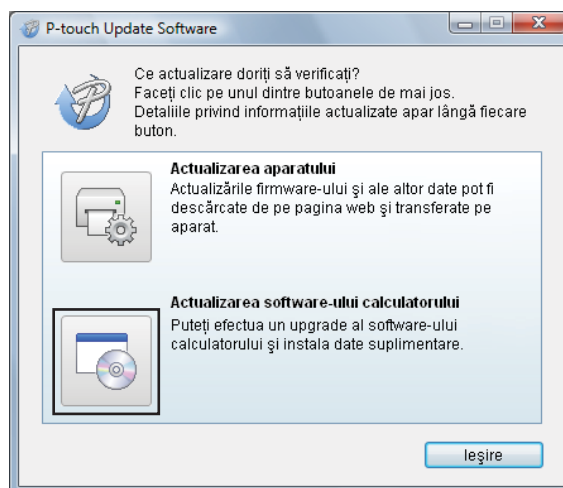 P-touch Update Software
Ce actualizare doriți să verificați?
Faceți clic pe unul dintre butoanele de mai jos.
Detaliile privind informațiile actualizate apar lângă fiecare
buton.
Actualizarea aparatului
Actualizările firmware-ului și ale altor date pot fi
descărcate de pe pagina web și transferate pe
aparat.
Actualizarea software-ului calculatorului
Puteți efectua un upgrade al software-ului
calculatorului și instala date suplimentare.
Ieșire